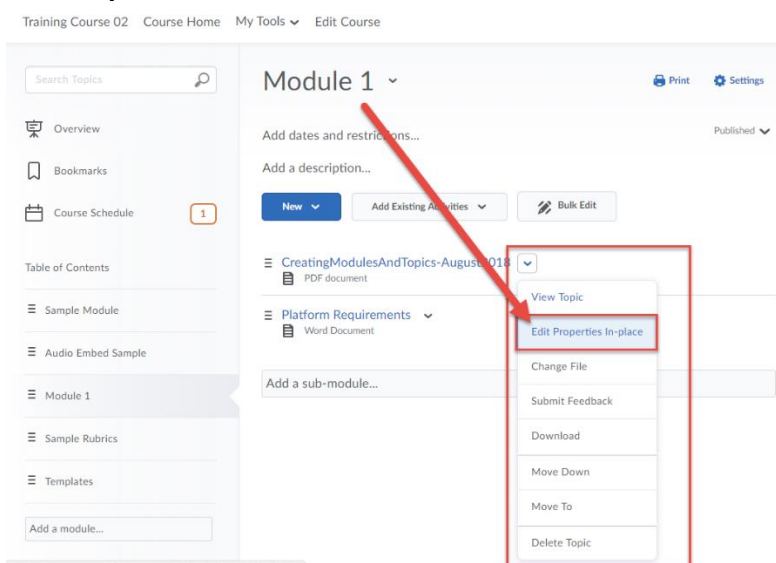 Training Course 02 Course Home My Tools Edit Course
Search Topics
Overview
Bookmarks
Course Schedule 1
Table of Contents
Sample Module
Audio Embed Sample
Module 1
Sample Rubrics
Templates
Add a module...
Module 1
Print Settings
Add dates and restrictions...
Published
Add a description...
New Add Existing Activities Bulk Edit
CreatingModulesAndTopics-August2018
PDF document
Platform Requirements
Word Document
Add a sub-module...
View Topic
Edit Properties In-place
Change File
Submit Feedback
Download
Move Down
Move To
Delete Topic